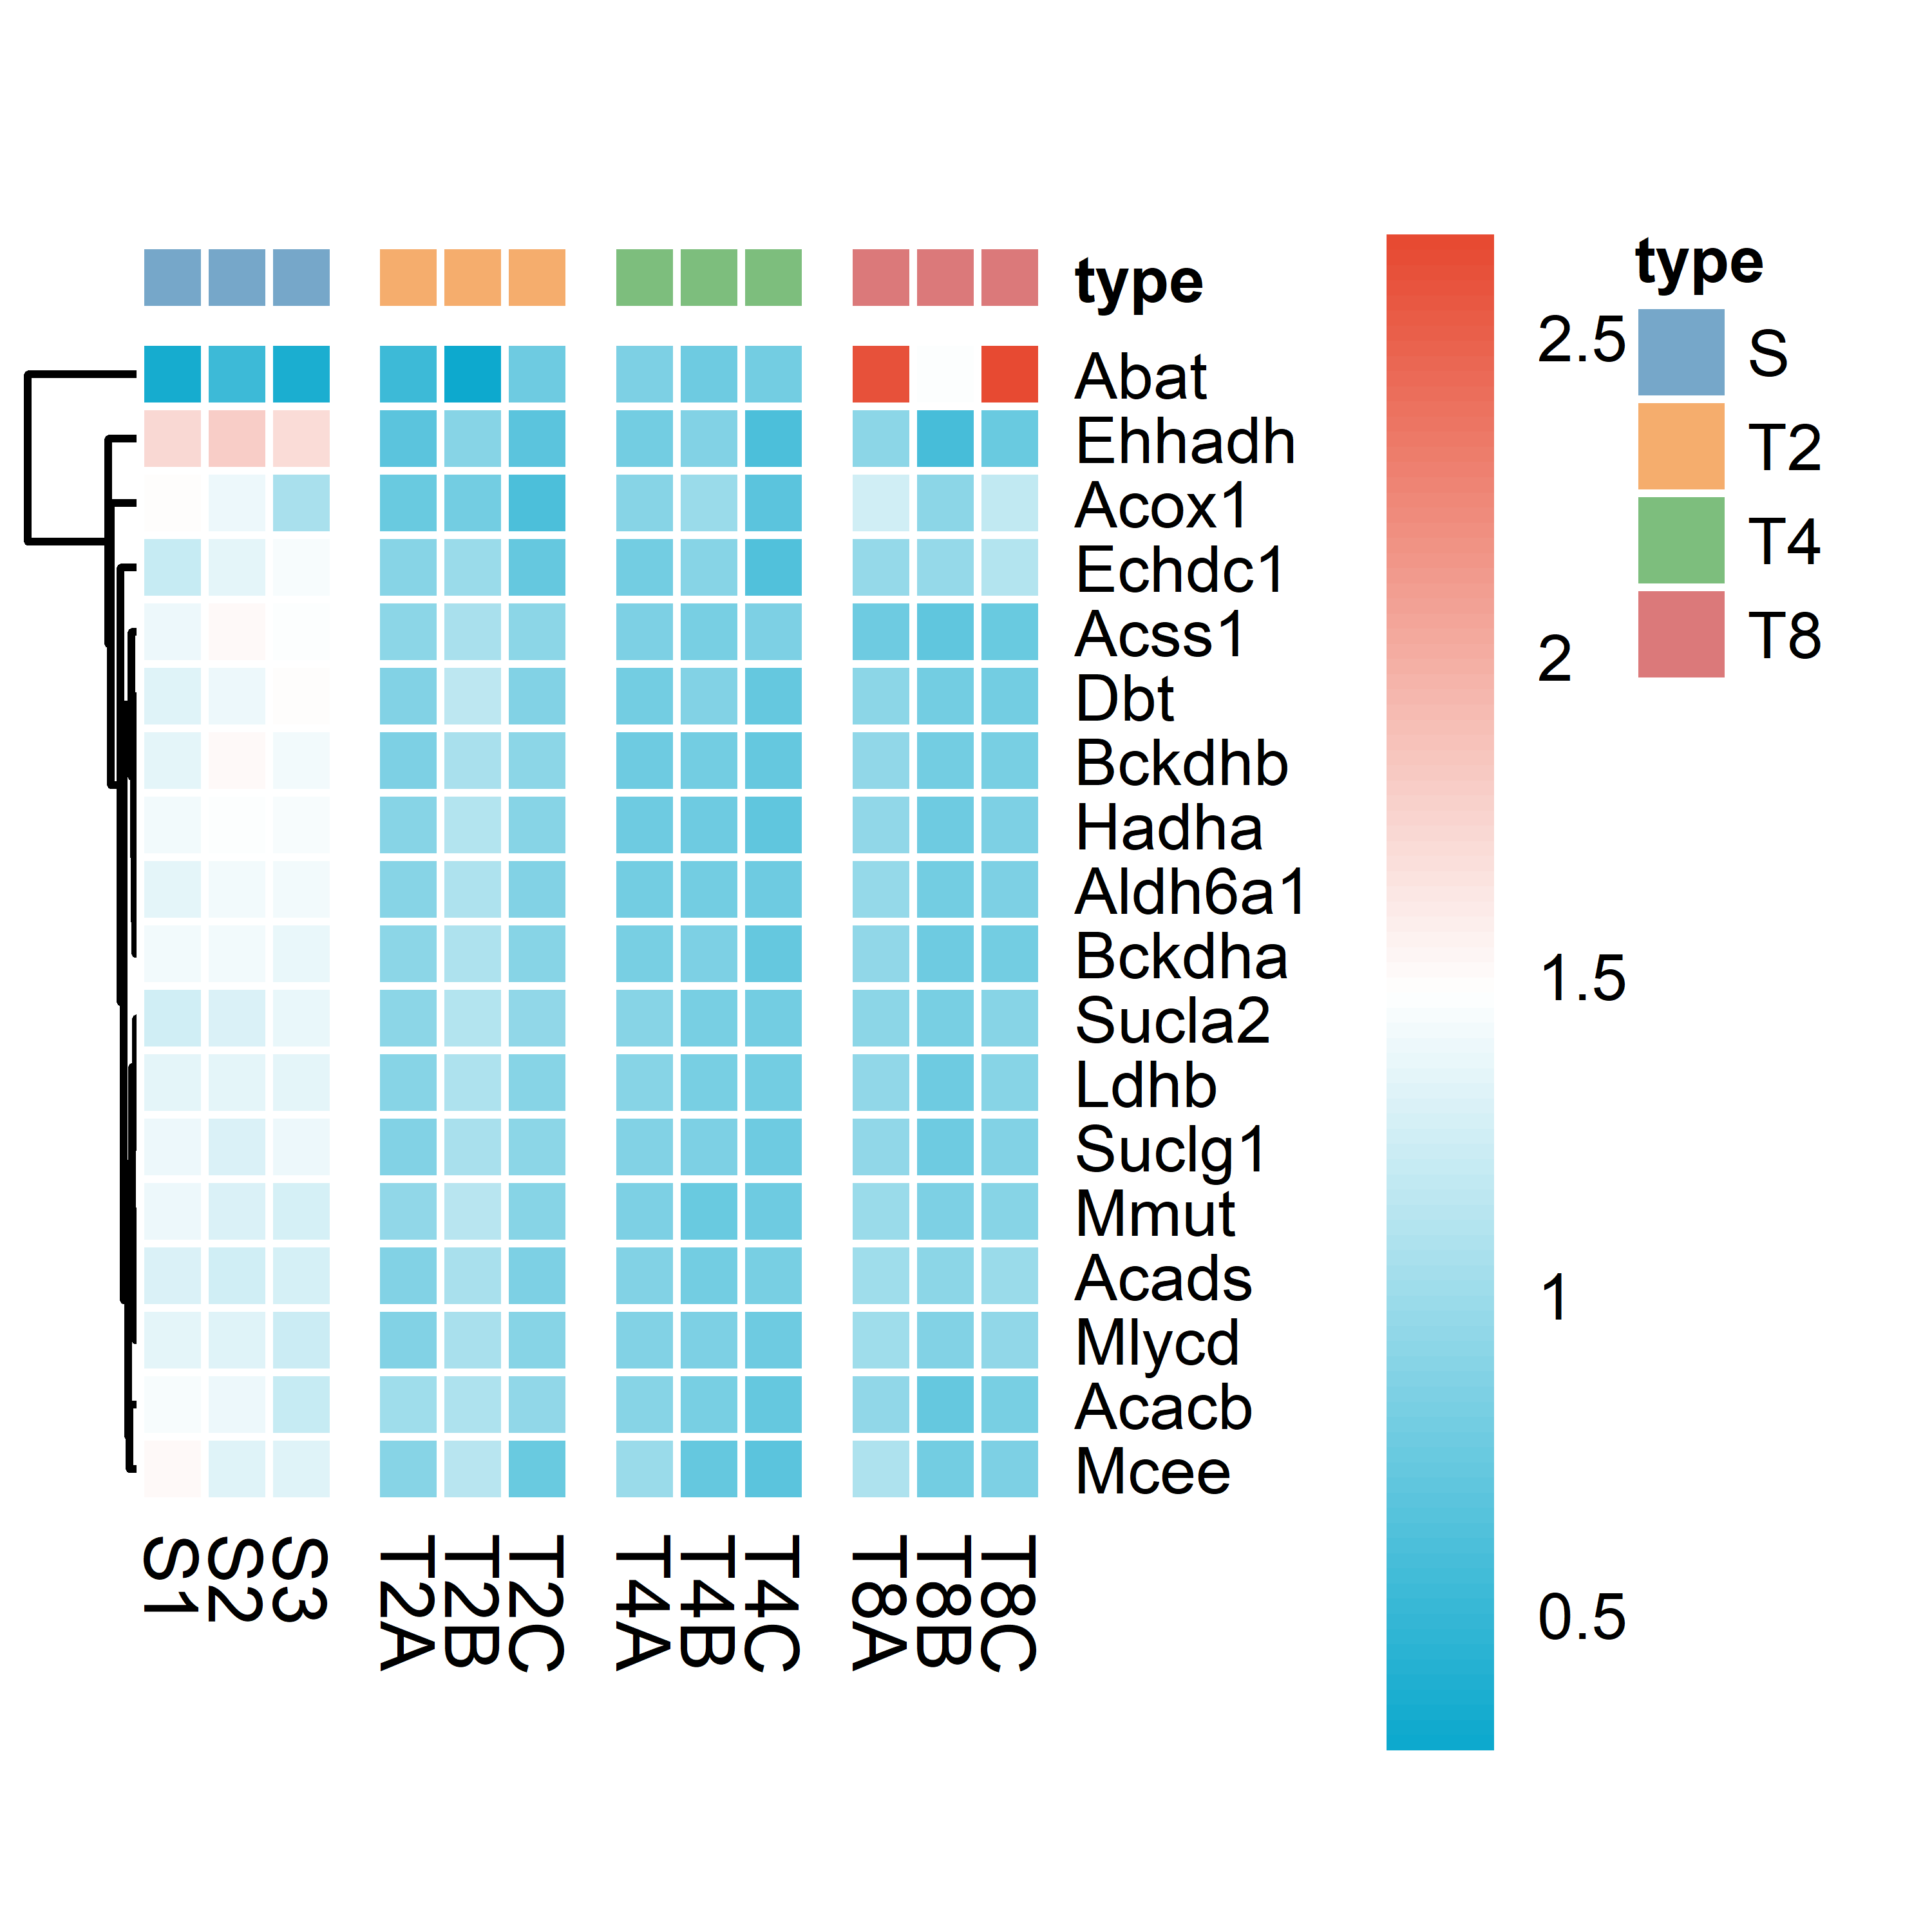 type
Abat
Ehhadh
Acox1
Echdc1
Acss1
Dbt
Bckdhb
Hadha
Aldh6a1
Bckdha
Sucla2
Ldhb
Suclg1
Mmut
Acads
Mlycd
Acacb
Mcee
S1 S2 S3 T2A T2B T2C T4A T4B T4C T8A T8B T8C
2.5
2
1.5
1
0.5
type
S
T2
T4
T8